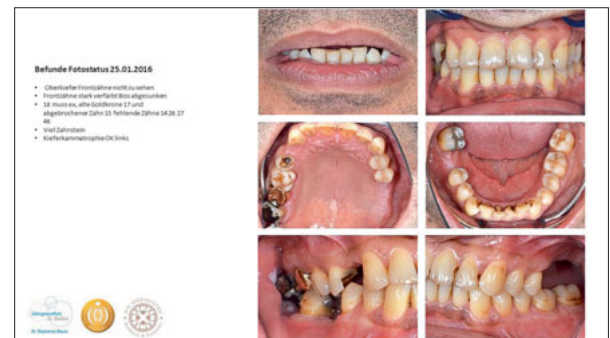 Befunde Fotostatus 25.01.2016
• Oberkiefer Frontzähne nicht zu sehen
• Frontzähne stark verfärbt Biss abgesunken
• 18 muss ex, alte Goldkrone 17 und
abgebrochener Zahn 15 fehlende Zähne 14 26 27
46
• Viel Zahnstein
• Kieferkammatrophie OK links